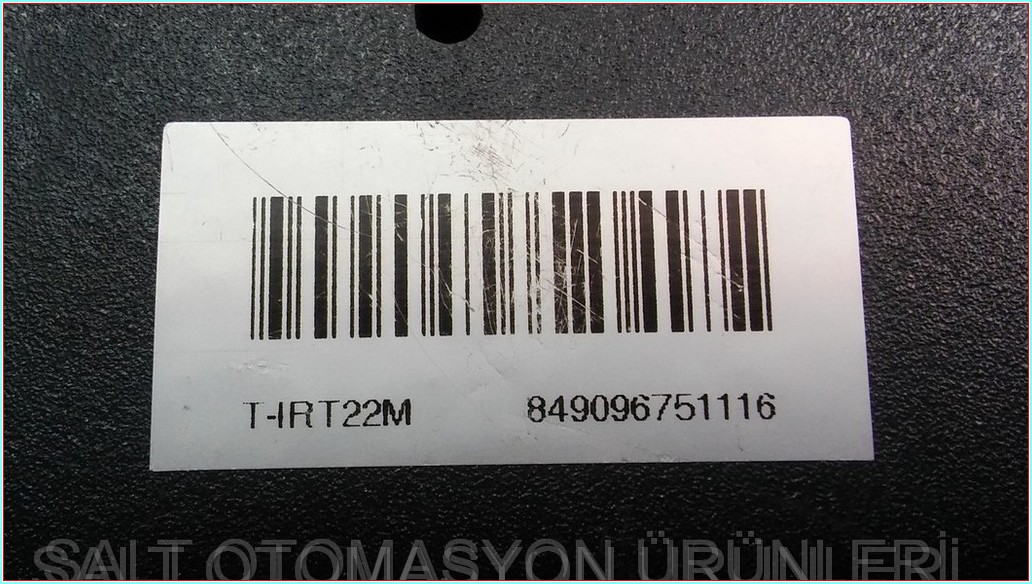 T-IRT22M 849096751116
SALT OTOMASYON ÜRÜNLERİ